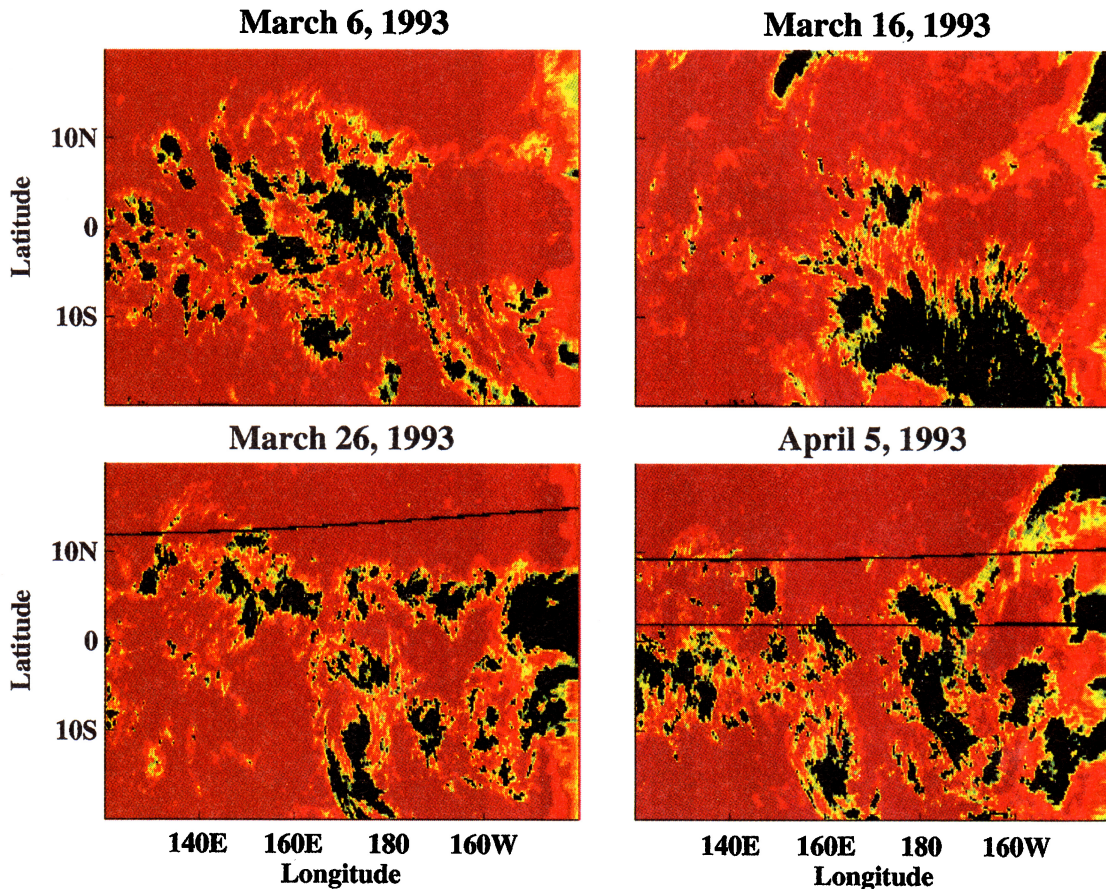 March 6, 1993
March 16, 1993
10N
0
10S
Latitude
March 26, 1993
April 5, 1993
10N
0
10S
Latitude
140E 160E 180 160W
Longitude
140E 160E 180 160W
Longitude